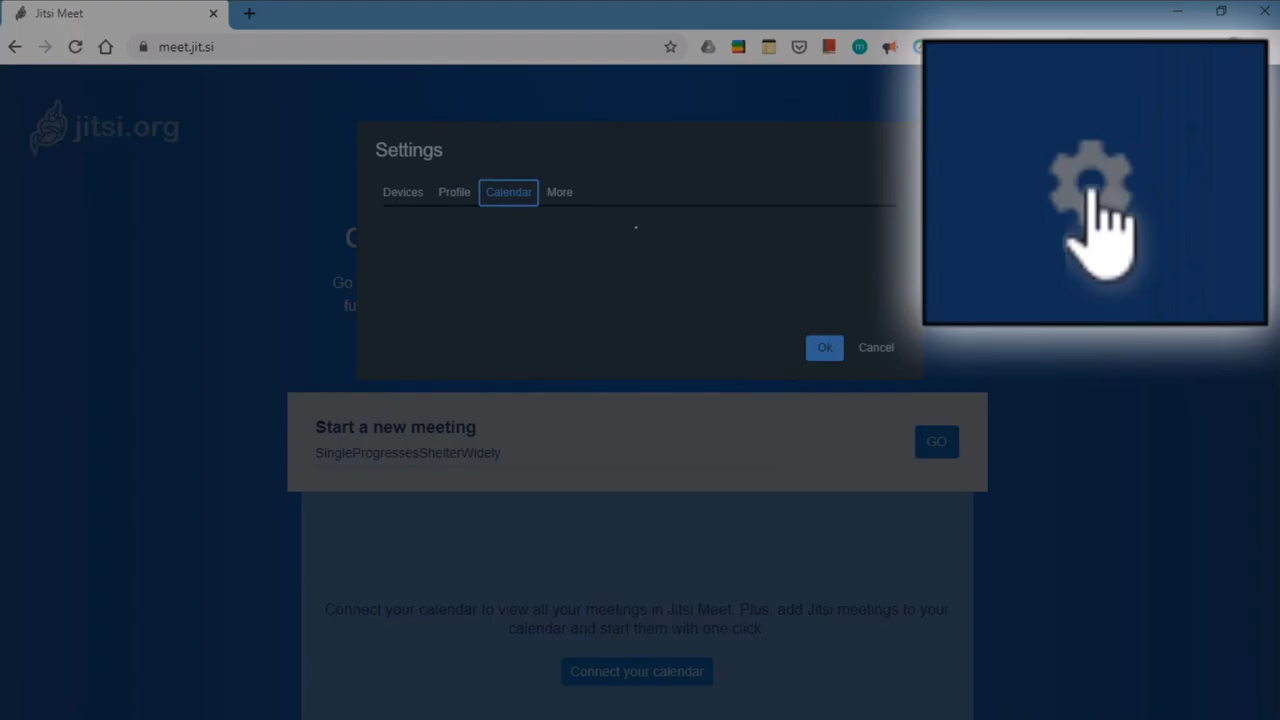 Jitsi Meet
meet.jit.si
jitsi.org
Settings
Devices Profile Calendar More
Go
fu
Ok Cancel
Start a new meeting
SingleProgressesShelterWidely
GO
Connect your calendar to view all your meetings in Jitsi Meet. Plus, add Jitsi meetings to your
calendar and start them with one click
Connect your calendar